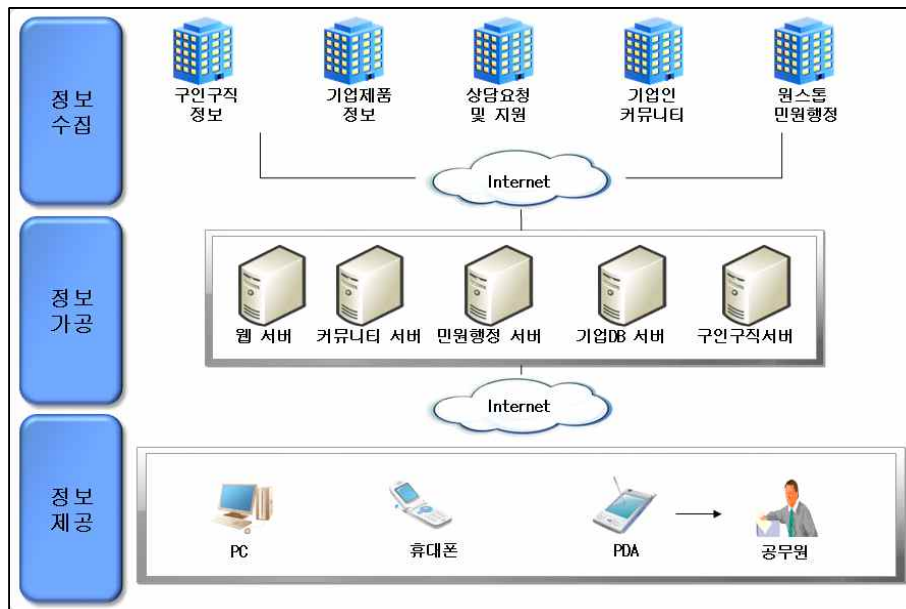 정보
수집
구인구직
정보
기업제품
정보
상담요청
및 지원
기업인
커뮤니티
원스톱
민원행정
Internet
정보
가공
웹 서버
커뮤니티 서버
민원행정 서버
기업DB 서버
구인구직서버
Internet
정보
제공
PC
휴대폰
PDA
공무원